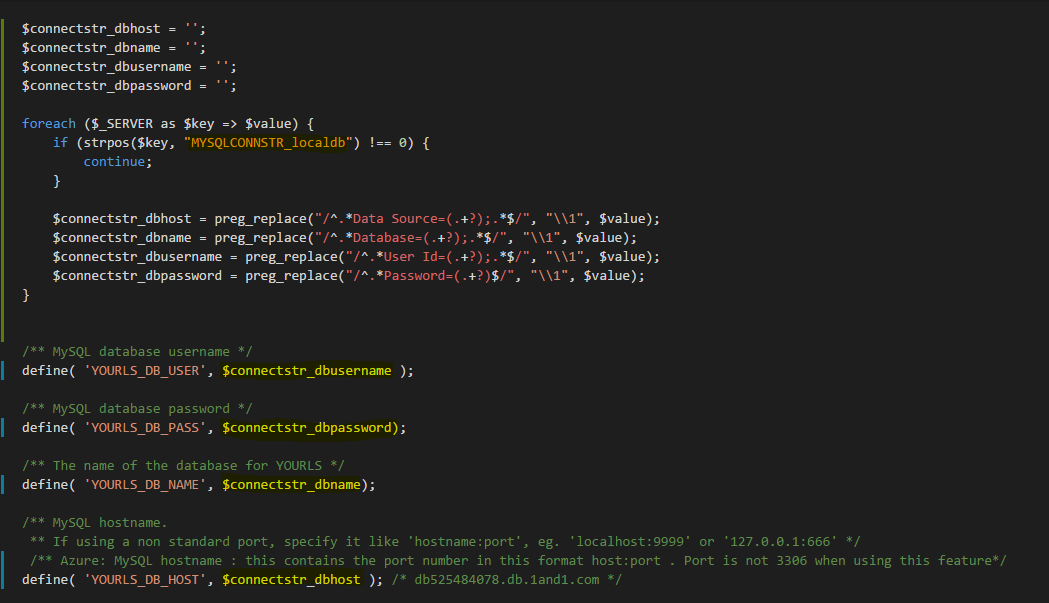 $connectstr_dbhost = '';
$connectstr_dbname = '';
$connectstr_dbusername = '';
$connectstr_dbpassword = '';
foreach ($_SERVER as $key => $value) {
    if (strpos($key, "MYSQLCONNSTR_localdb") !== 0) {
        continue;
    }
    $connectstr_dbhost = preg_replace("/^.*Data Source=(.+?);.*$/", "\\1", $value);
    $connectstr_dbname = preg_replace("/^.*Database=(.+?);.*$/", "\\1", $value);
    $connectstr_dbusername = preg_replace("/^.*User Id=(.+?);.*$/", "\\1", $value);
    $connectstr_dbpassword = preg_replace("/^.*Password=(.+?)$/", "\\1", $value);
}
/** MySQL database username */
define( 'YOURLS_DB_USER', $connectstr_dbusername );
/** MySQL database password */
define( 'YOURLS_DB_PASS', $connectstr_dbpassword);
/** The name of the database for YOURLS */
define( 'YOURLS_DB_NAME', $connectstr_dbname);
/** MySQL hostname.
 ** If using a non standard port, specify it like 'hostname:port', eg. 'localhost:9999' or '127.0.0.1:666' */
 /** Azure: MySQL hostname : this contains the port number in this format host:port . Port is not 3306 when using this feature*/
define( 'YOURLS_DB_HOST', $connectstr_dbhost ); /* db525484078.db.1and1.com */